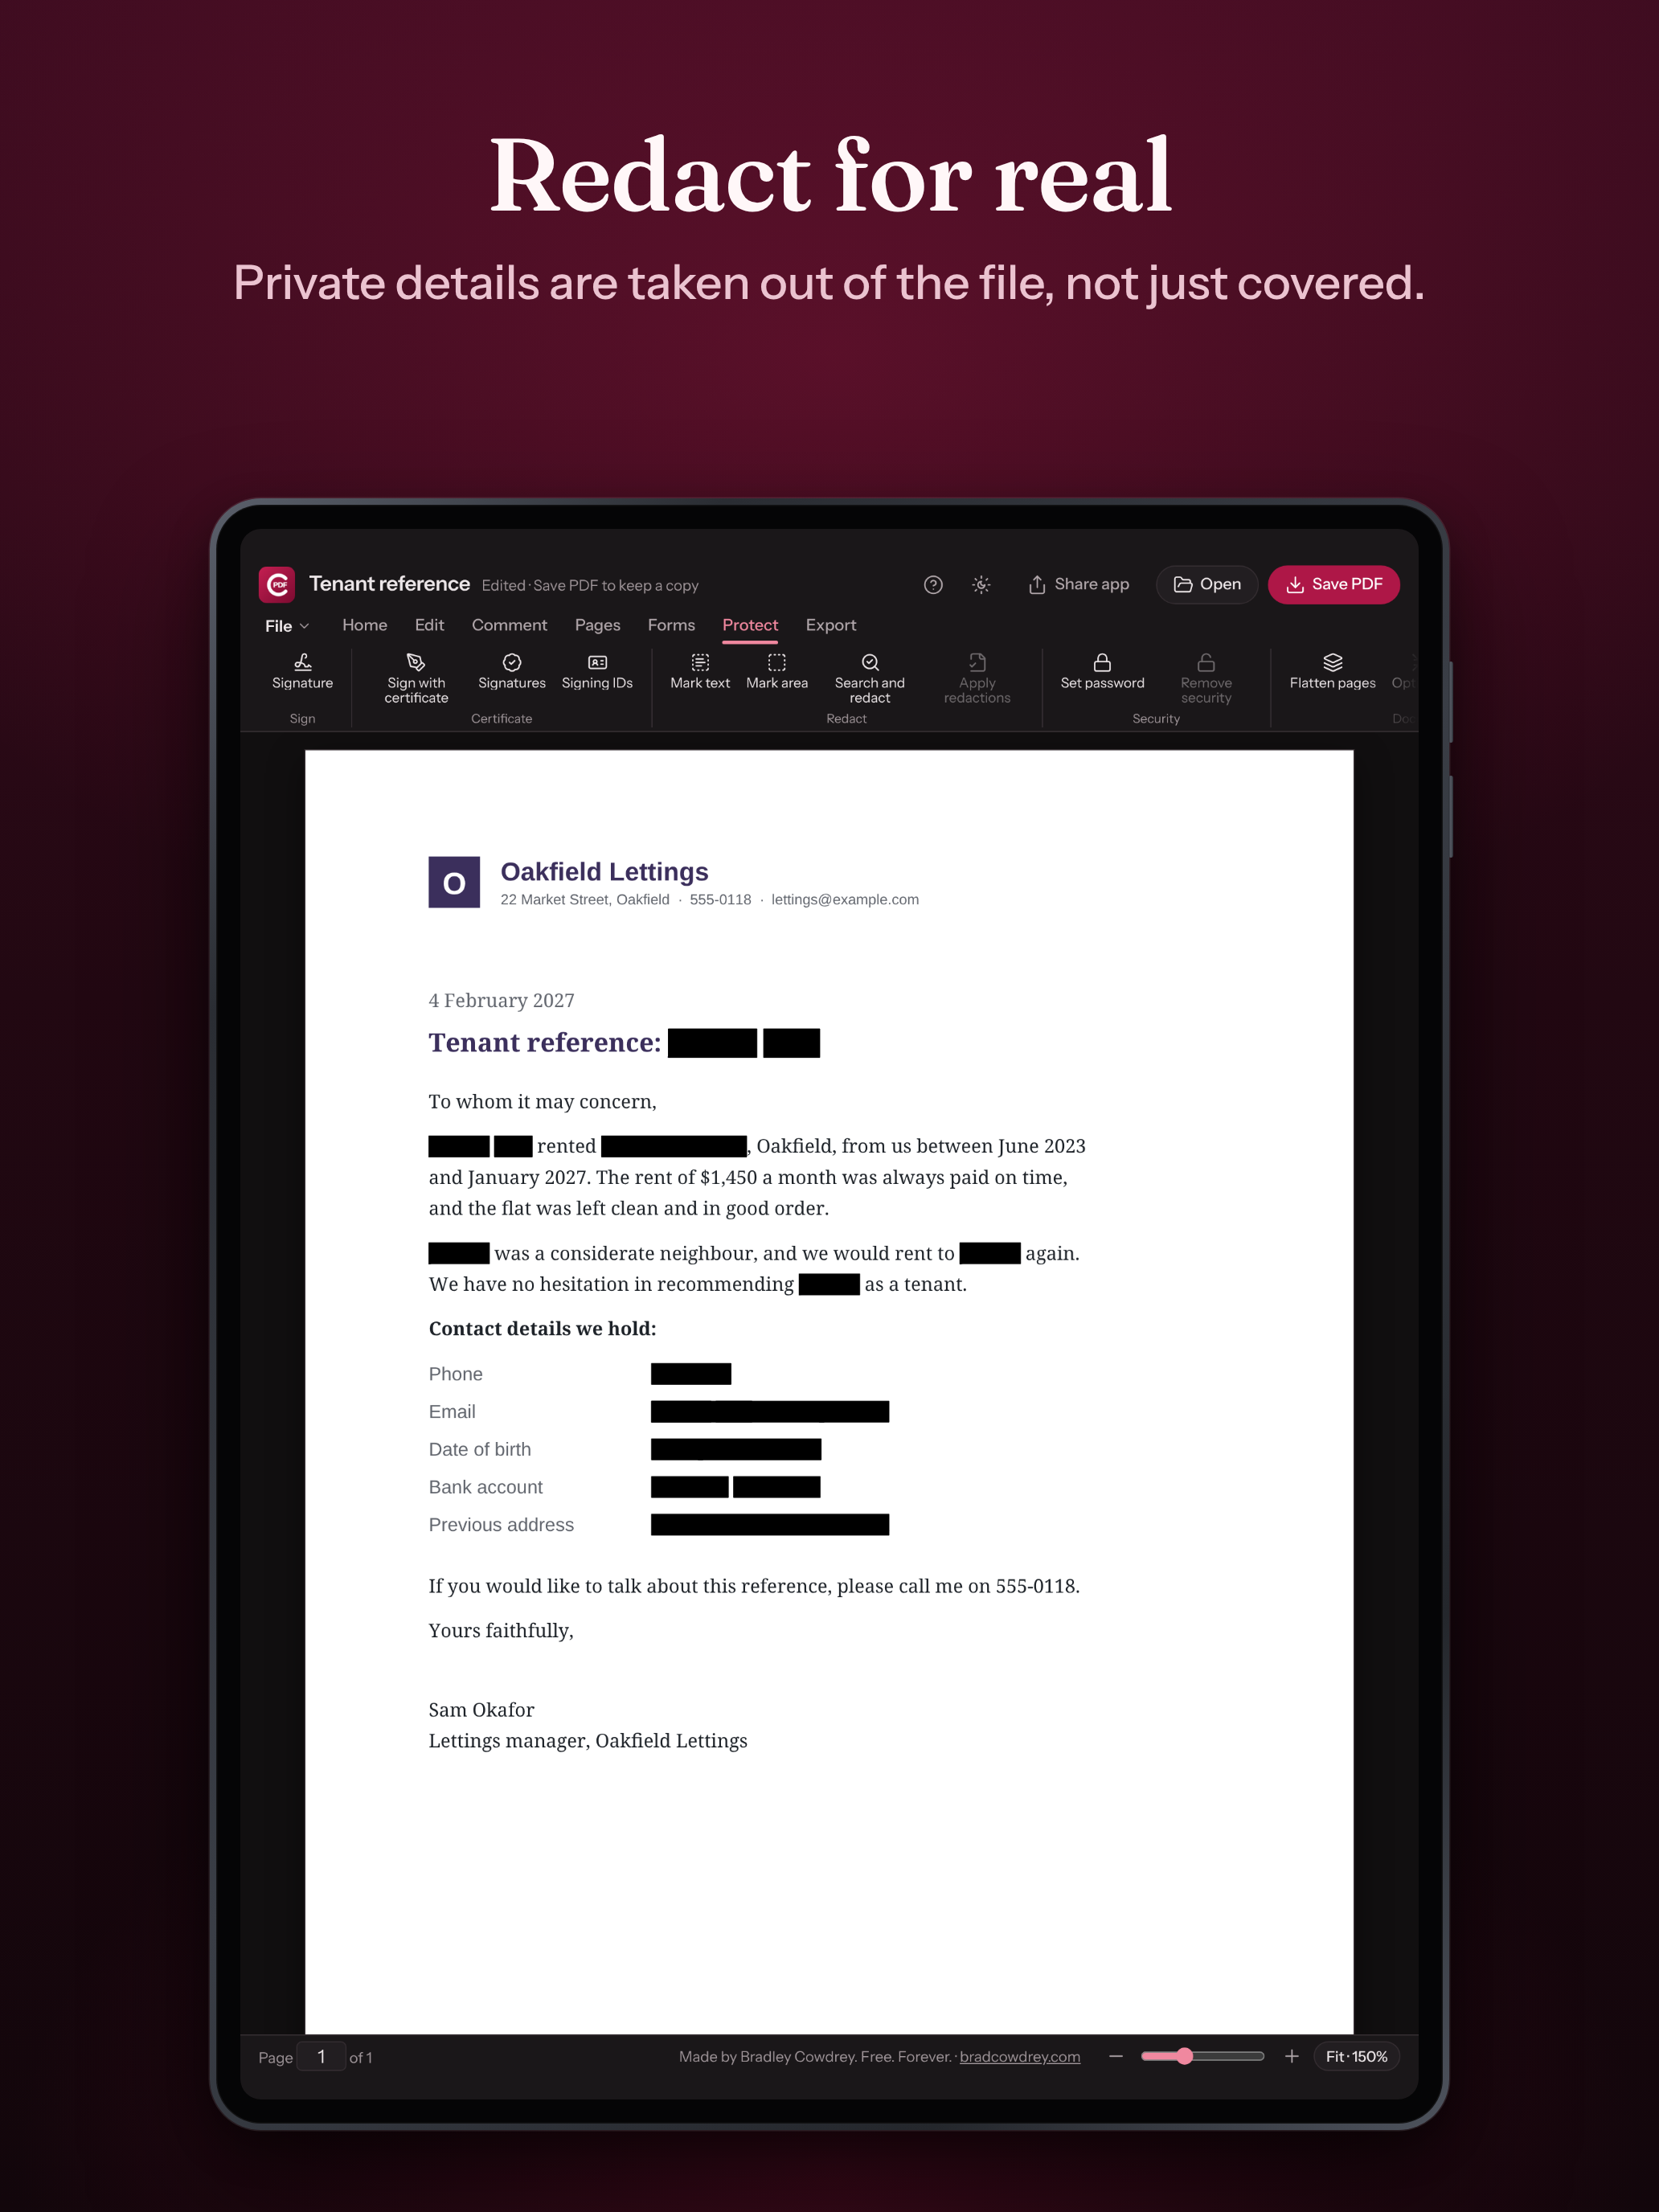 Redact for real
Private details are taken out of the file, not just covered.
PDF
Tenant reference Edited · Save PDF to keep a copy
Share app
Open
Save PDF
File Home Edit Comment Pages Forms Protect Export
Signature
Sign with certificate
Signatures
Signing IDs
Mark text
Mark area
Search and redact
Apply redactions
Set password
Remove security
Flatten pages
Sign
Certificate
Redact
Security
O
Oakfield Lettings
22 Market Street, Oakfield · 555-0118 · lettings@example.com
4 February 2027
Tenant reference:
To whom it may concern,
rented , Oakfield, from us between June 2023
and January 2027. The rent of $1,450 a month was always paid on time,
and the flat was left clean and in good order.
was a considerate neighbour, and we would rent to again.
We have no hesitation in recommending as a tenant.
Contact details we hold:
Phone
Email
Date of birth
Bank account
Previous address
If you would like to talk about this reference, please call me on 555-0118.
Yours faithfully,
Sam Okafor
Lettings manager, Oakfield Lettings
Page 1 of 1
Made by Bradley Cowdrey. Free. Forever. · bradcowdrey.com
Fit · 150%